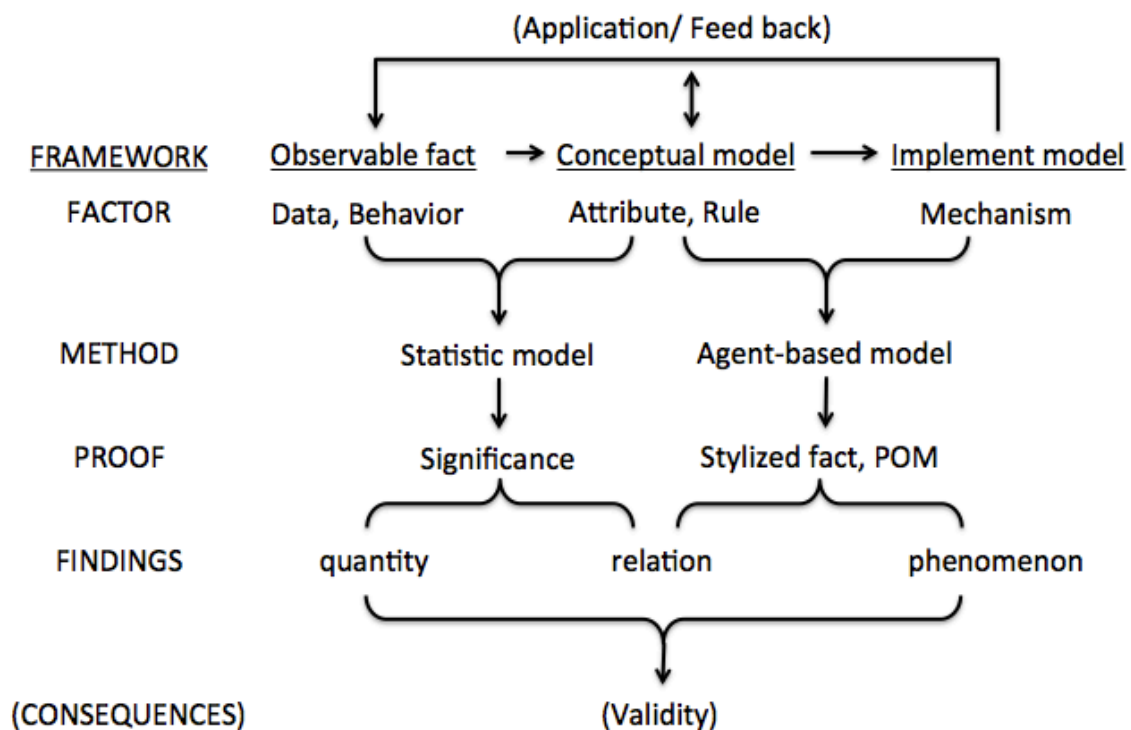 (Application/ Feed back)
FRAMEWORK Observable fact Conceptual model Implement model
FACTOR Data, Behavior Attribute, Rule Mechanism
METHOD Statistic model Agent-based model
PROOF Significance Stylized fact, POM
FINDINGS quantity relation phenomenon
(CONSEQUENCES) (Validity)